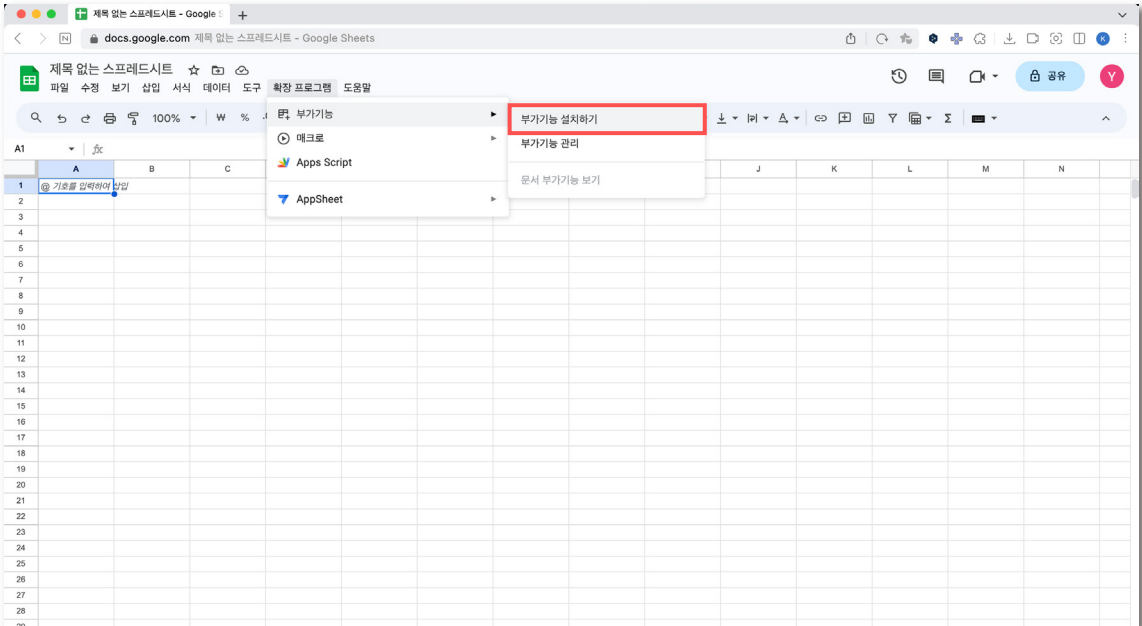 제목 없는 스프레드시트 - Google S
docs.google.com 제목 없는 스프레드시트 - Google Sheets
제목 없는 스프레드시트
파일 수정 보기 삽입 서식 데이터 도구 확장 프로그램 도움말
공유
Y
K
N
100% ₩ % .0
부가기능
매크로
Apps Script
AppSheet
부가기능 설치하기
부가기능 관리
문서 부가기능 보기
A1 fx
A B C J K L M N
1 @ 기호를 입력하여 삽입
2
3
4
5
6
7
8
9
10
11
12
13
14
15
16
17
18
19
20
21
22
23
24
25
26
27
28